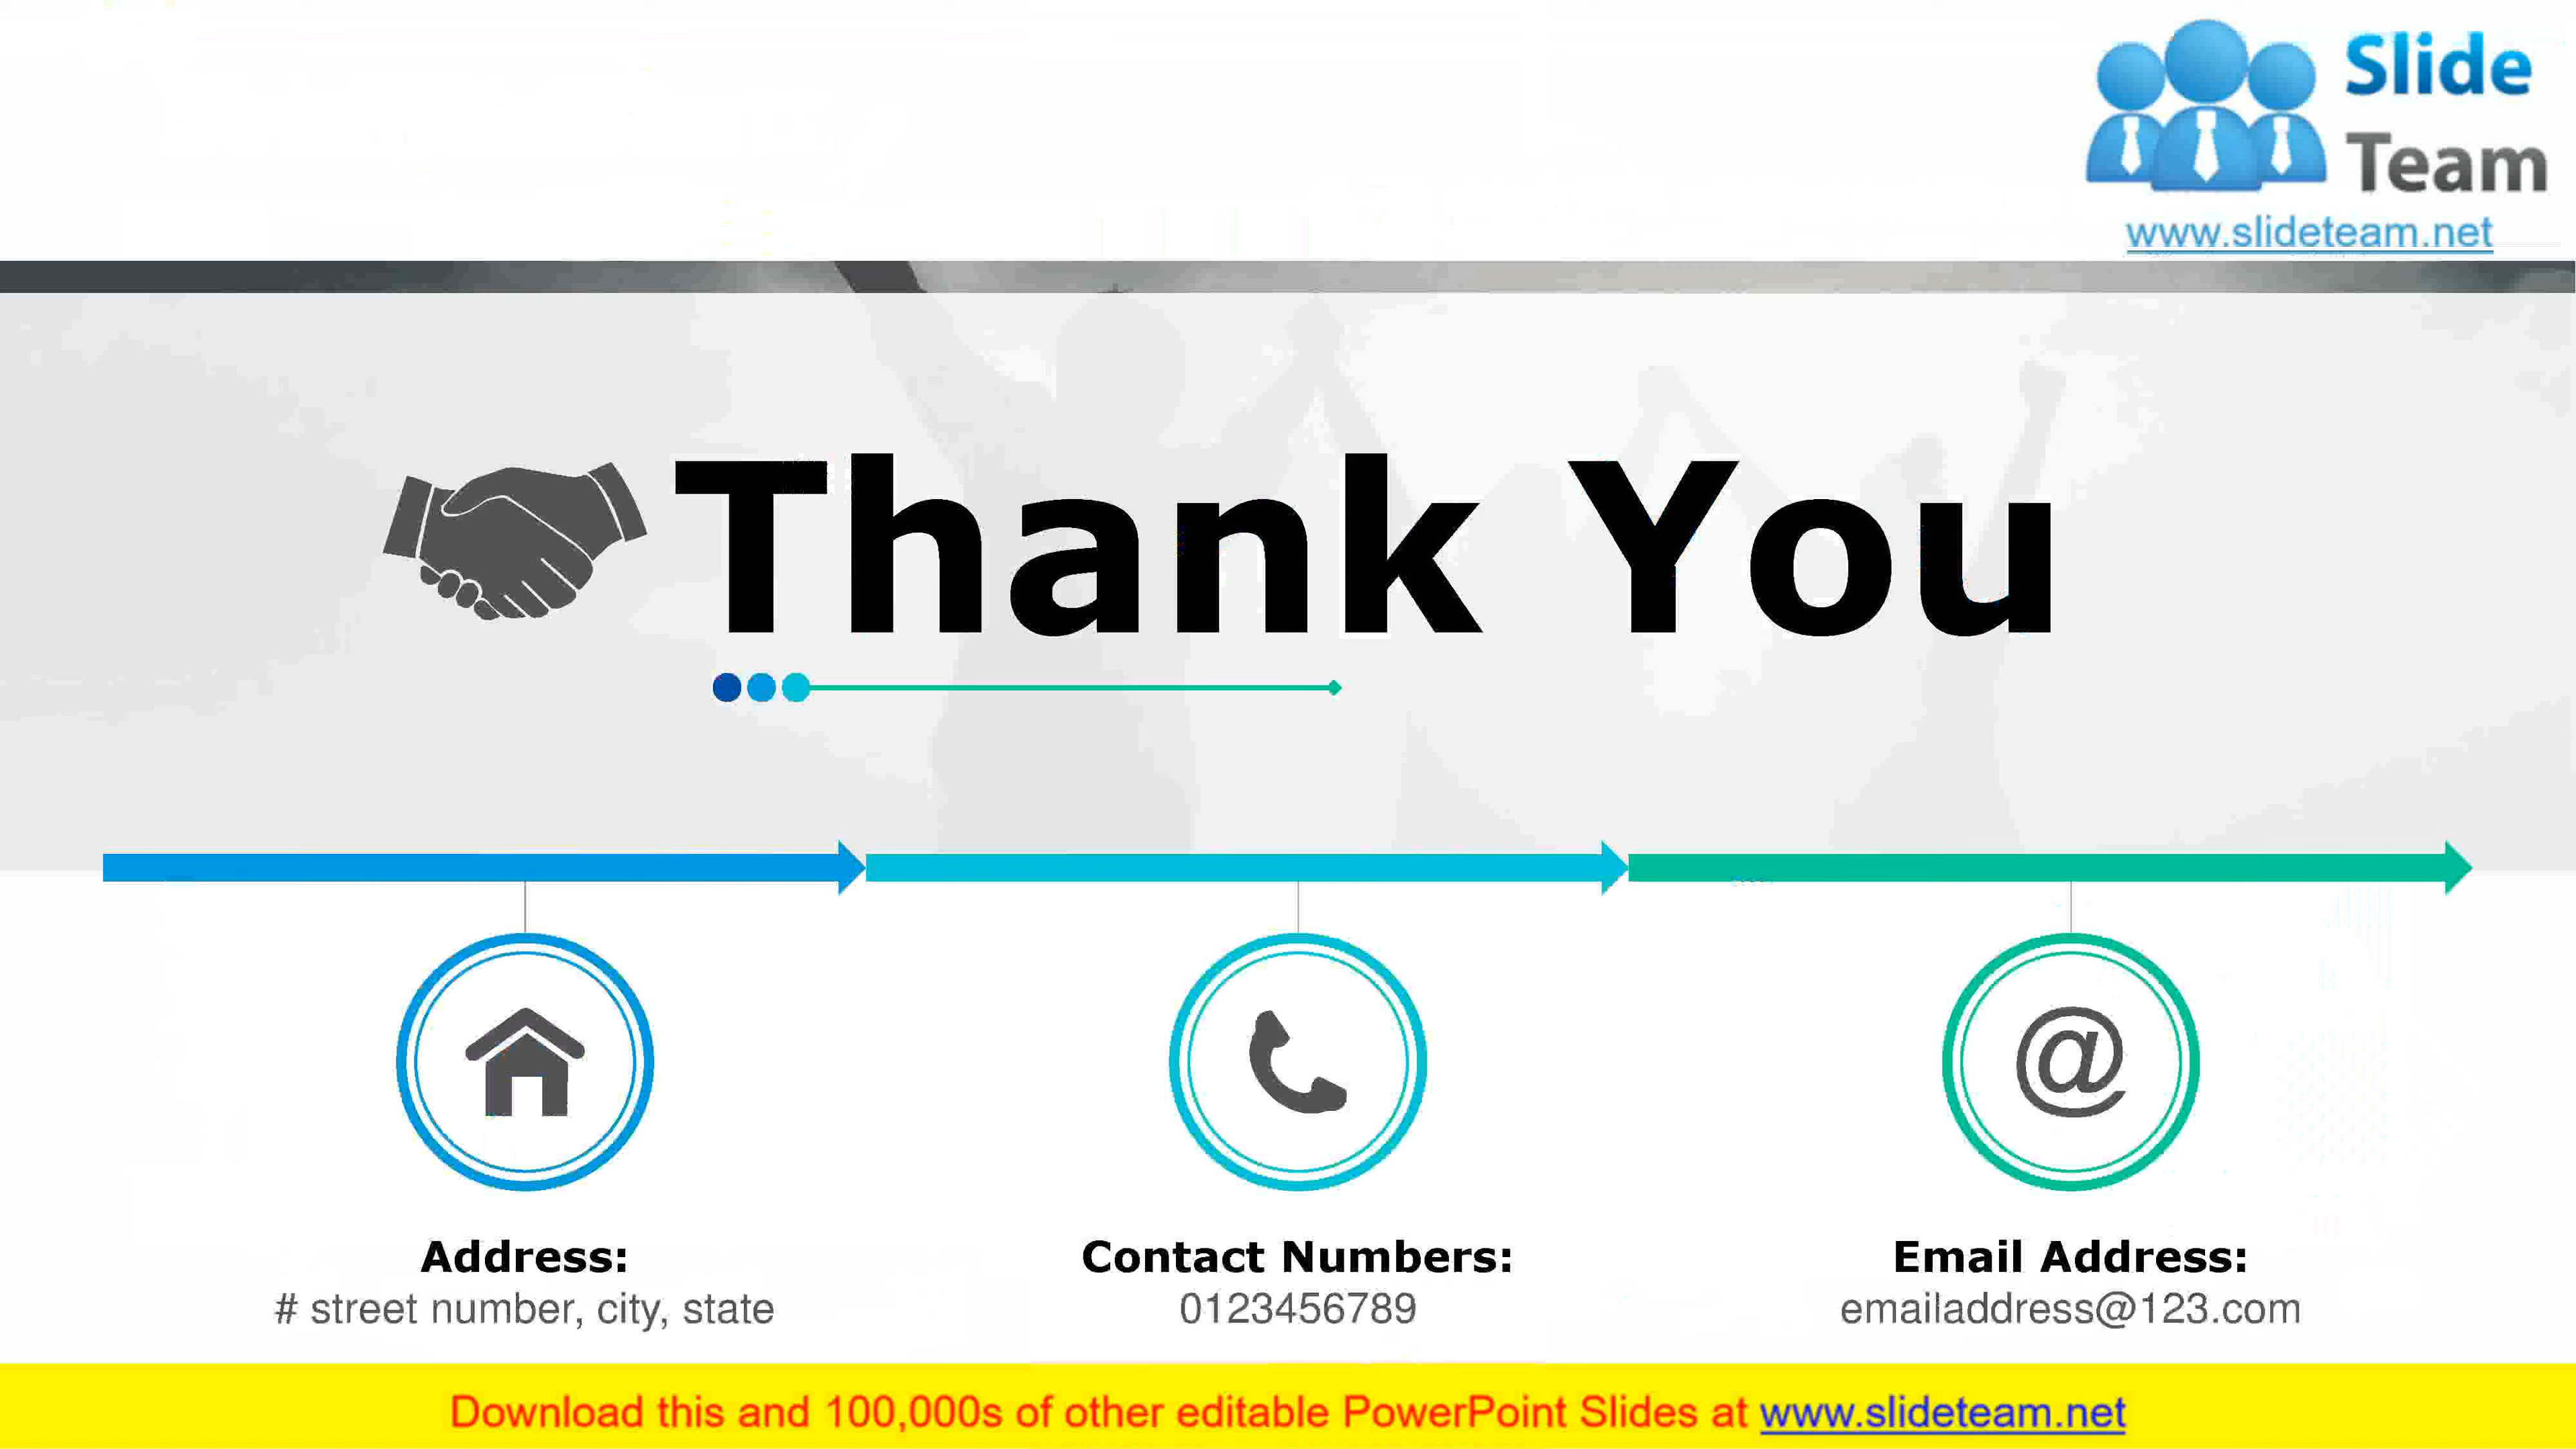 Slide
Team
www.slideteam.net
Thank You
@
Address:
# street number, city, state
Contact Numbers:
0123456789
Email Address:
emailaddress@123.com
Download this and 100,000s of other editable PowerPoint Slides at www.slideteam.net